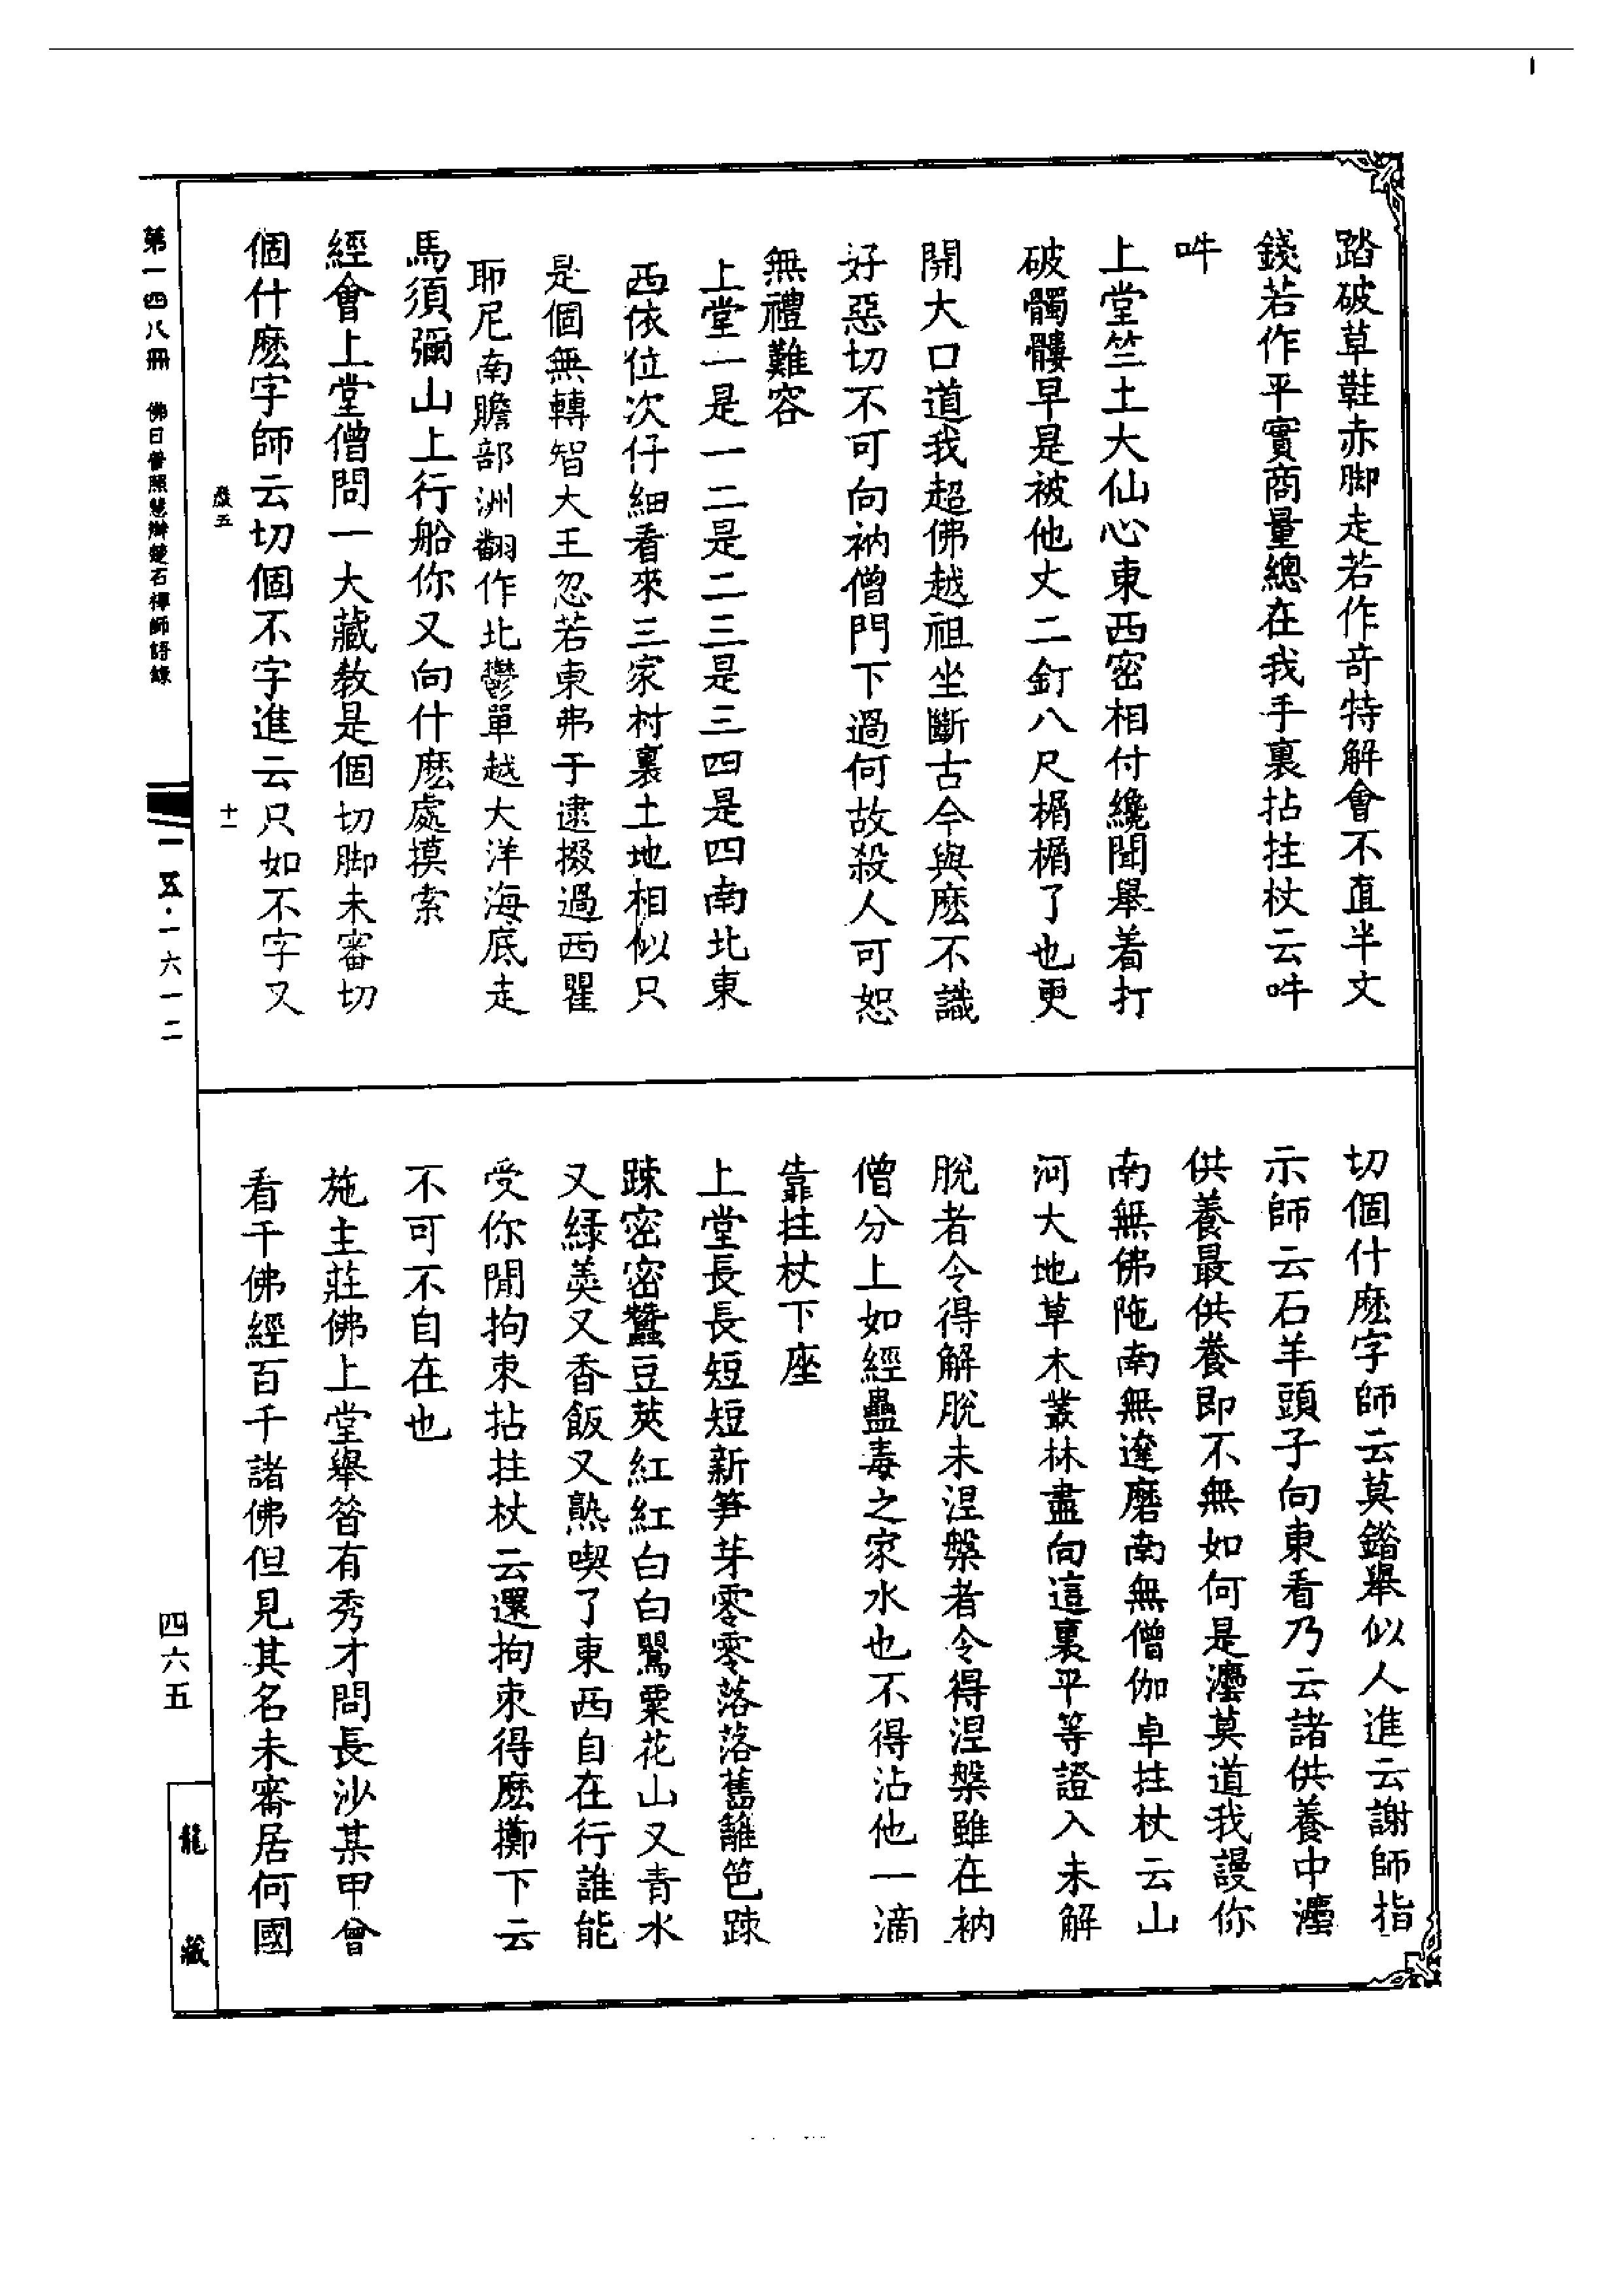 踏破草鞋赤脚走若作奇特解會不直半文
錢若作平實商量總在我手裏拈拄杖云吽
吽
上堂竺土大仙心東西密相付纔聞舉着打
破髑髏早是被他丈二釘八尺橛橛了也更
開大口道我超佛越祖坐斷古今與麽不識
好惡切不可向衲僧門下過何故殺人可恕
無禮難容
上堂一是一二是二三是三四是四南北東
西依位次仔細看來三家村裏土地相似只
是個無轉智大王忽若東弗于逮掇過西瞿
耶尼南贍部洲翻作北鬱單越大洋海底走
馬須彌山上行船你又向什麽處摸索
經會上堂僧問一大藏教是個切脚未審切
個什麽字師云切個不字進云只如不字又
切個什麽字師云莫錯舉似人進云謝師指
示師云石羊頭子向東看乃云諸供養中灋
供養最供養即不無如何是灋莫道我謾你
南無佛陁南無達磨南無僧伽卓拄杖云山
河大地草木叢林盡向這裏平等證入未解
脫者令得解脫未涅槃者令得涅槃雖在衲
僧分上如經蠱毒之家水也不得沾他一滴
靠拄杖下座
上堂長長短短新笋芽零零落落舊籬笆踈
踈密密蠶豆莢紅紅白白罌粟花山又青水
又綠羮又香飯又熟喫了東西自在行誰能
受你閒拘束拈拄杖云還拘束得麽擲下云
不可不自在也
施主莊佛上堂舉昝有秀才問長沙某甲曾
看千佛經百千諸佛但見其名未審居何國
第一四八冊 佛日普照慧辯楚石禪師語錄
十一
一五·一六一二
四六五
龍藏